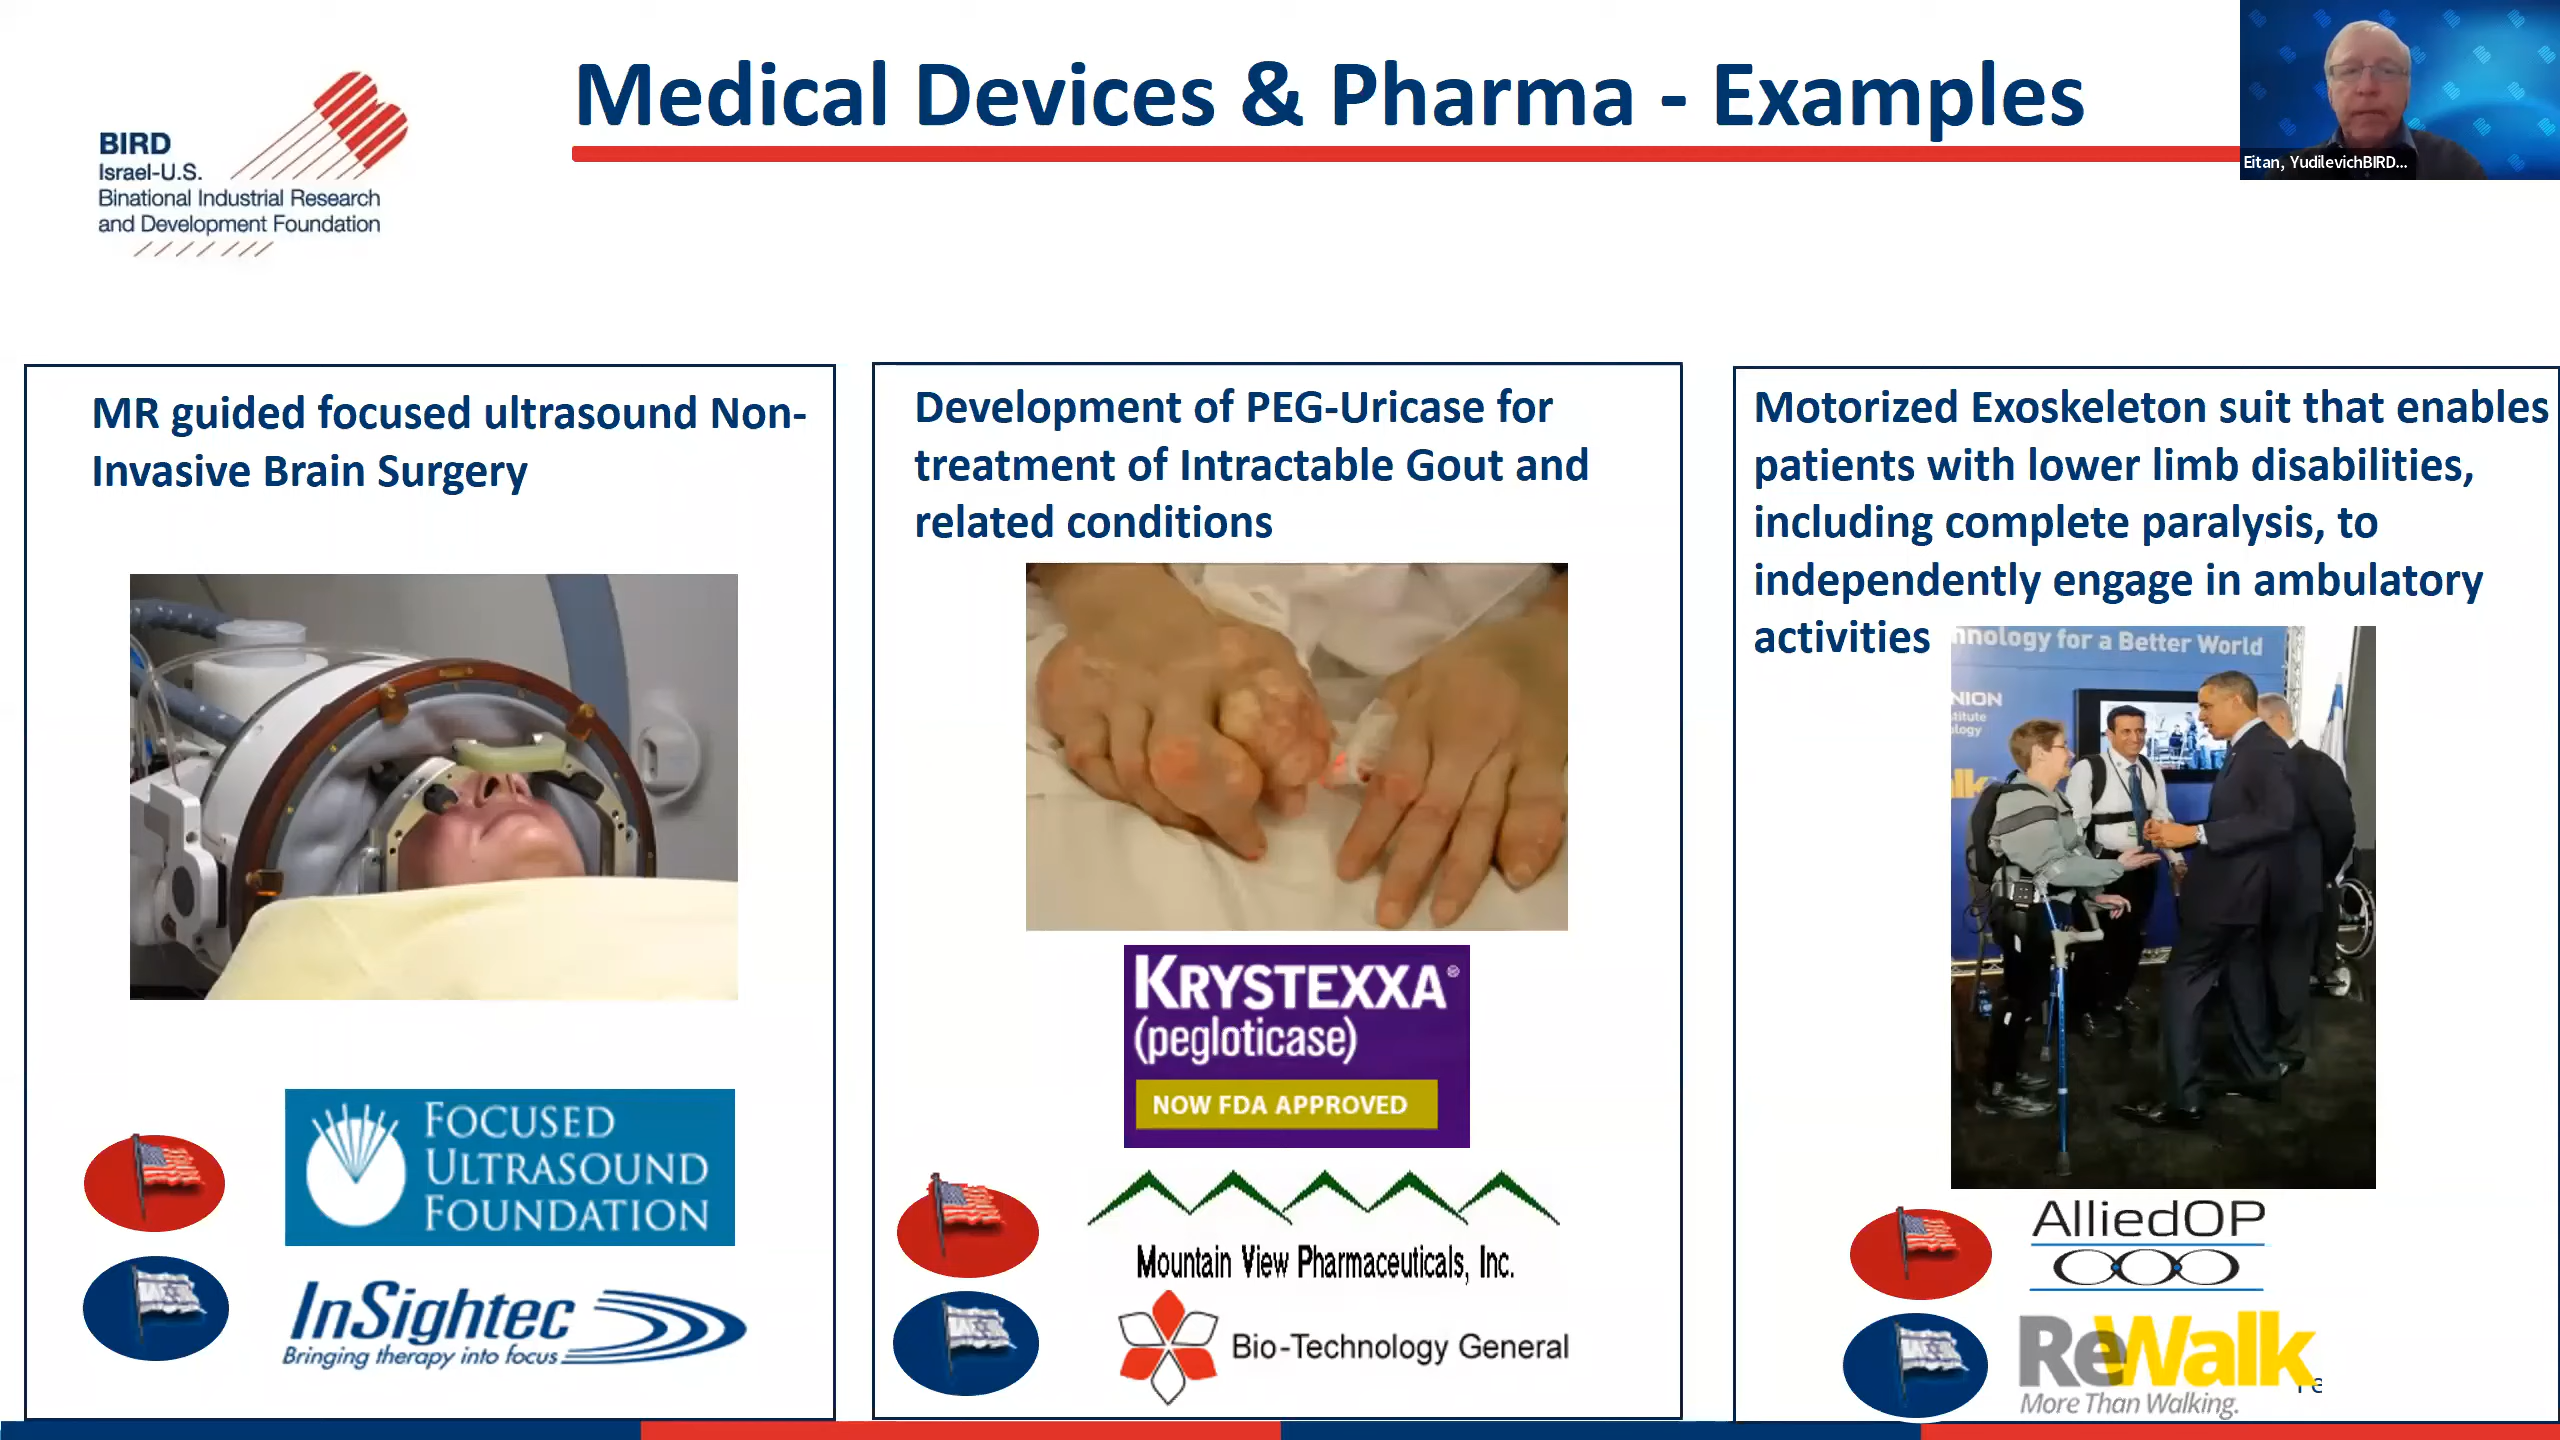 Medical Devices & Pharma - Examples
BIRD
Israel-U.S.
Binational Industrial Research
and Development Foundation
Eitan, YudilevichBIRD...
MR guided focused ultrasound Non-
Invasive Brain Surgery
FOCUSED
ULTRASOUND
FOUNDATION
InSightec
Bringing therapy into focus
Development of PEG-Uricase for
treatment of Intractable Gout and
related conditions
KRYSTEXXA®
(pegloticase)
NOW FDA APPROVED
Mountain View Pharmaceuticals, Inc.
Bio-Technology General
Motorized Exoskeleton suit that enables
patients with lower limb disabilities,
including complete paralysis, to
independently engage in ambulatory
activities
nnology for a Better World
NION
stitute
logy
lk
AlliedOP
ReWalk
More Than Walking.